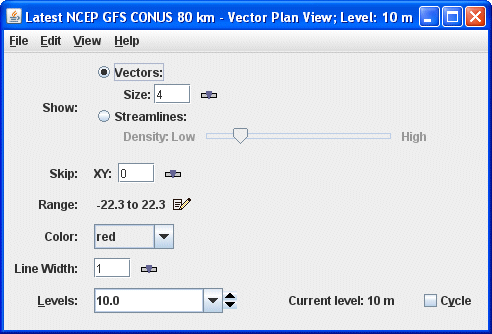 Latest NCEP GFS CONUS 80 km - Vector Plan View; Level: 10 m
File Edit View Help
Show:
Vectors:
Size: 4
Streamlines:
Density: Low High
Skip: XY: 0
Range: -22.3 to 22.3
Color: red
Line Width: 1
Levels: 10.0 Current level: 10 m Cycle